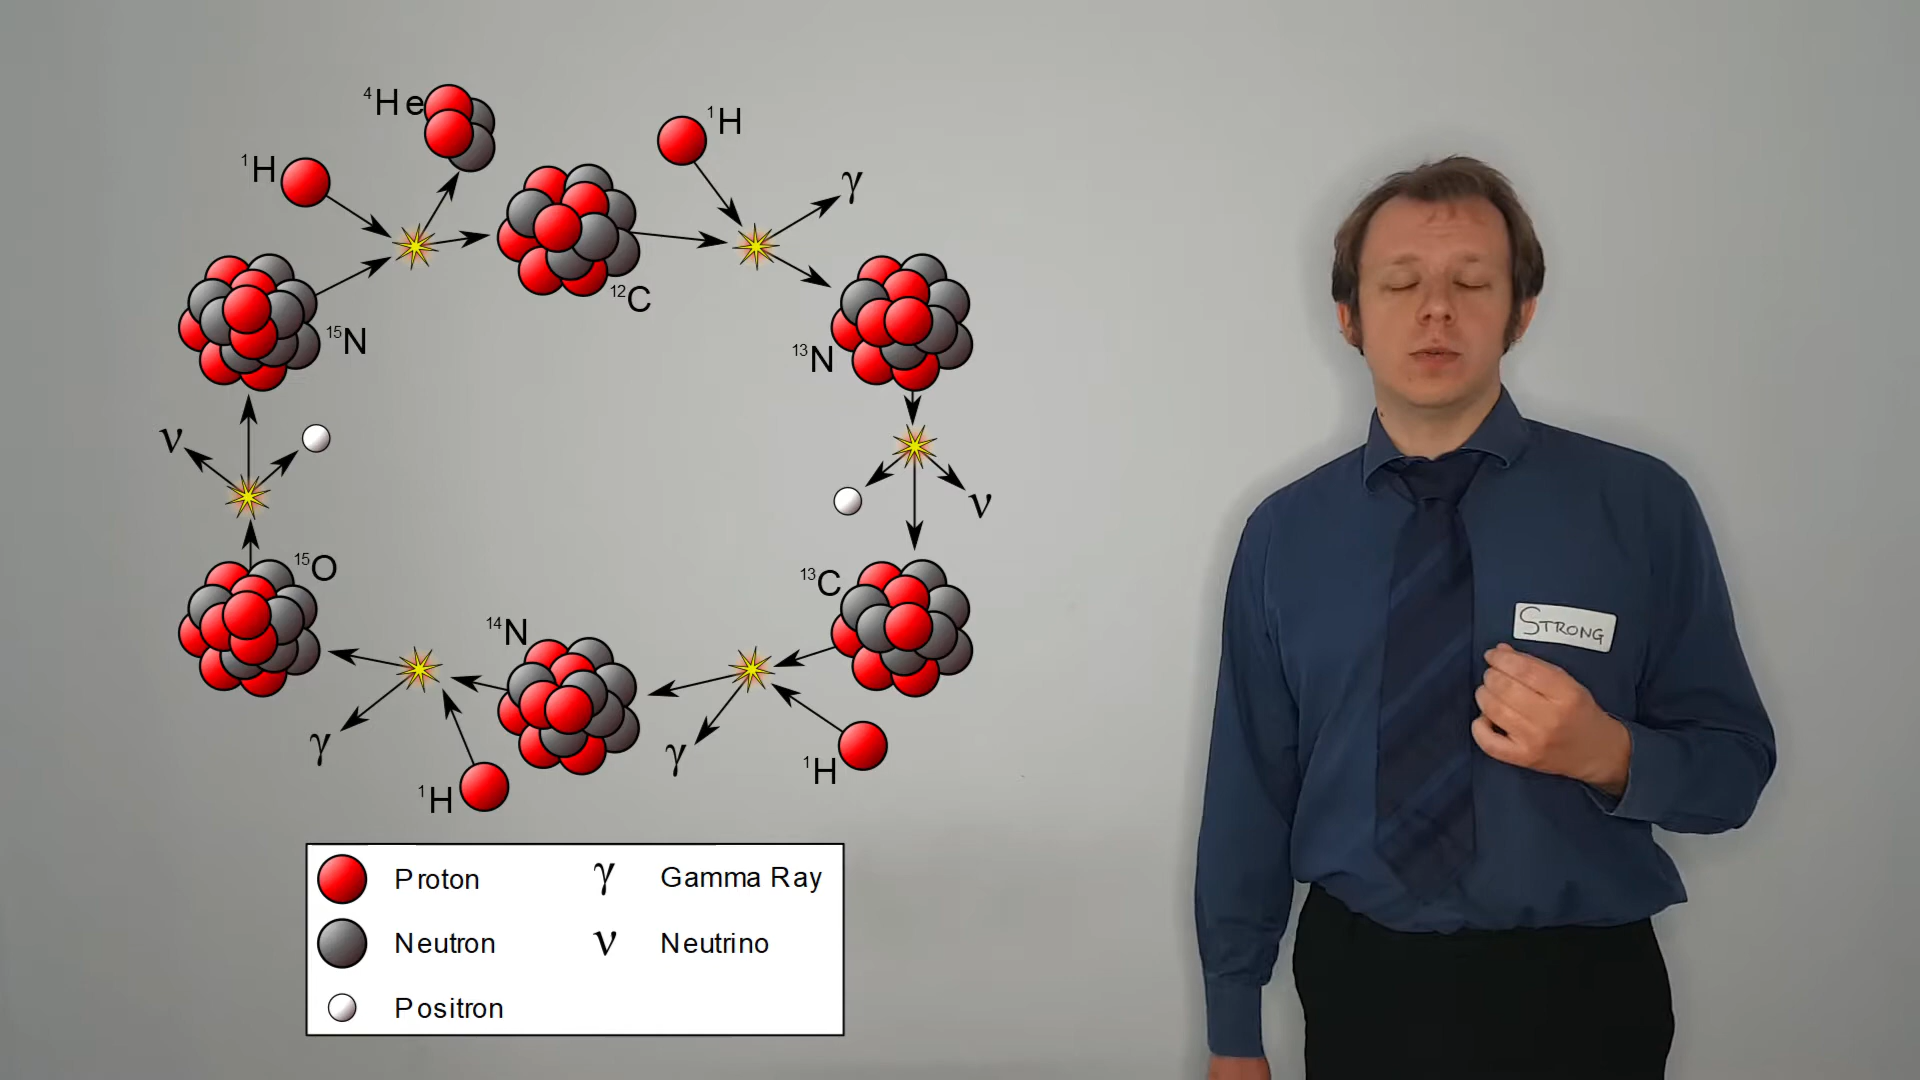 ⁴He
¹H
¹H
γ
¹²C
¹⁵N
¹³N
ν
ν
¹⁵O
¹³C
¹⁴N
γ
γ
¹H
¹H
STRONG
Proton γ Gamma Ray
Neutron ν Neutrino
Positron